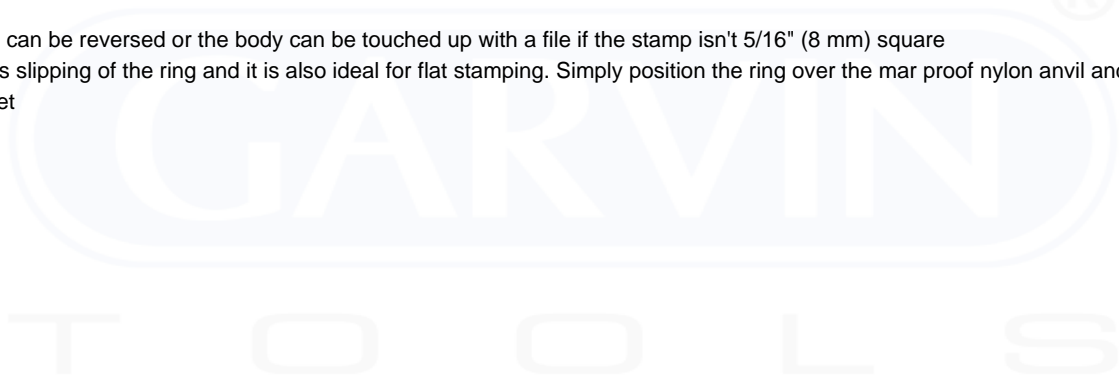 can be reversed or the body can be touched up with a file if the stamp isn't 5/16" (8 mm) square
s slipping of the ring and it is also ideal for flat stamping. Simply position the ring over the mar proof nylon anvil and
et
GARVIN
®
TOOLS